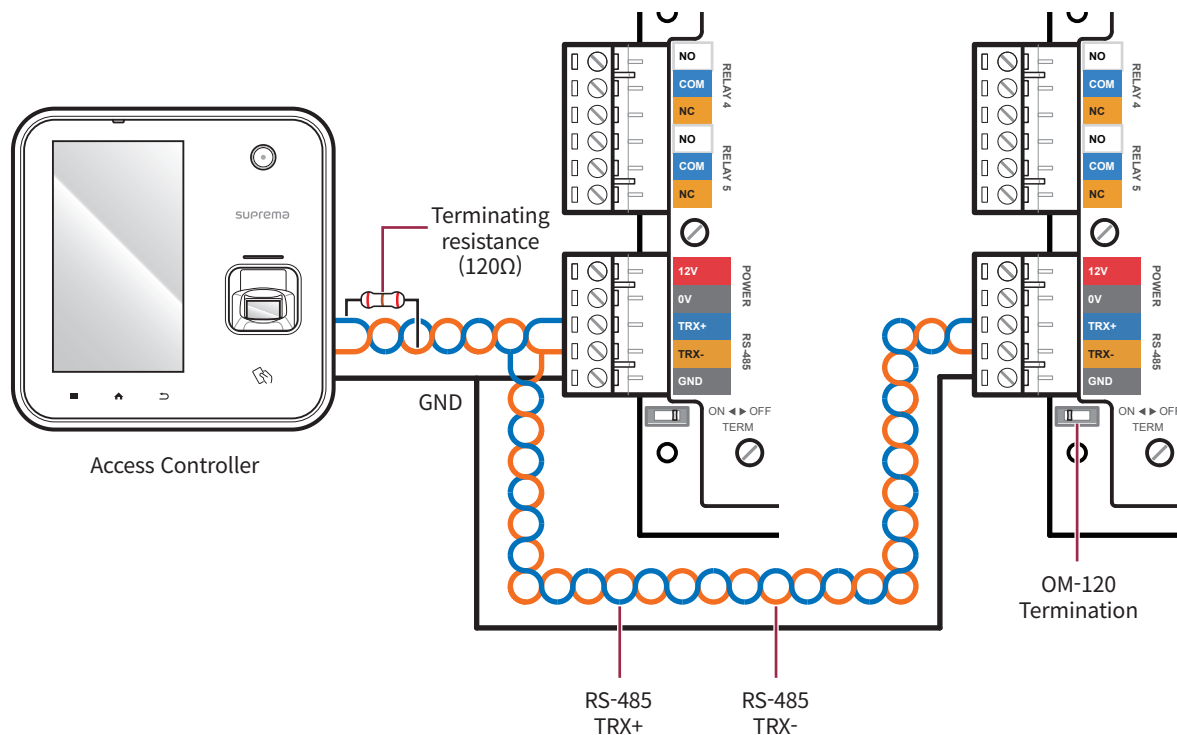 suprema
Terminating
resistance
(120Ω)
GND
Access Controller
NO
COM
NC
RELAY 4
NO
COM
NC
RELAY 5
12V
0V
POWER
TRX+
TRX-
GND
RS-485
ON ◄ ► OFF
TERM
NO
COM
NC
RELAY 4
NO
COM
NC
RELAY 5
12V
0V
POWER
TRX+
TRX-
GND
RS-485
ON ◄ ► OFF
TERM
OM-120
Termination
RS-485
TRX+
RS-485
TRX-